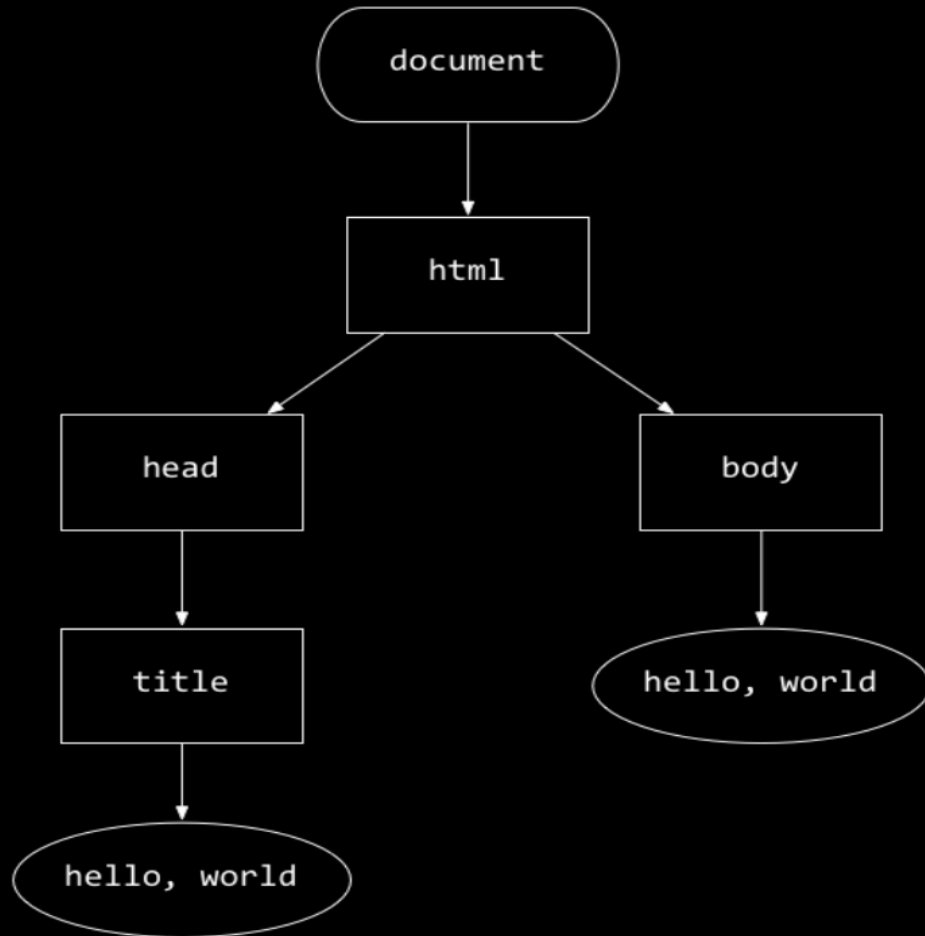 document
html
head
body
title
hello, world
hello, world